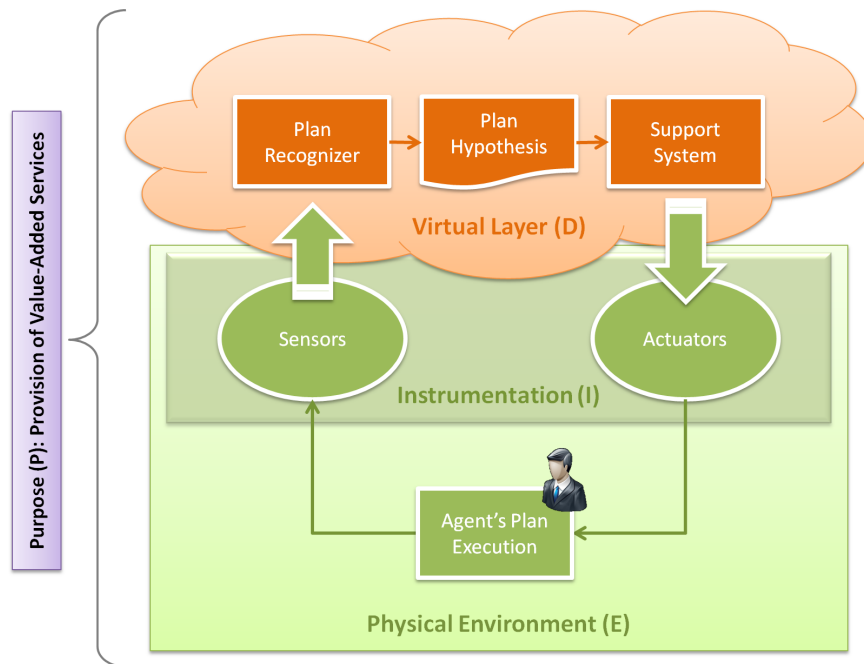 Purpose (P): Provision of Value-Added Services
Plan
Recognizer
Plan
Hypothesis
Support
System
Virtual Layer (D)
Sensors
Actuators
Instrumentation (I)
Agent’s Plan
Execution
Physical Environment (E)